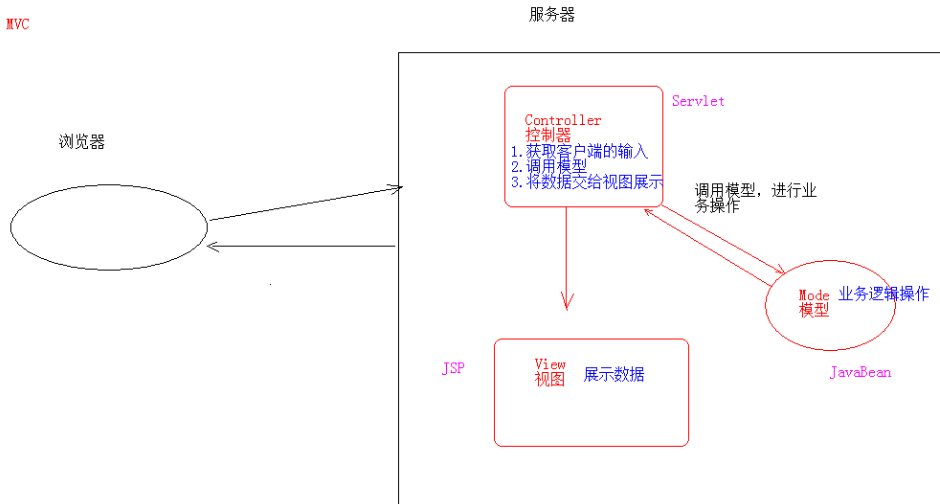 MVC
服务器
浏览器
Servlet
Controller
控制器
1.获取客户端的输入
2.调用模型
3.将数据交给视图展示
调用模型，进行业
务操作
Mode 业务逻辑操作
模型
JavaBean
JSP
View
视图 展示数据